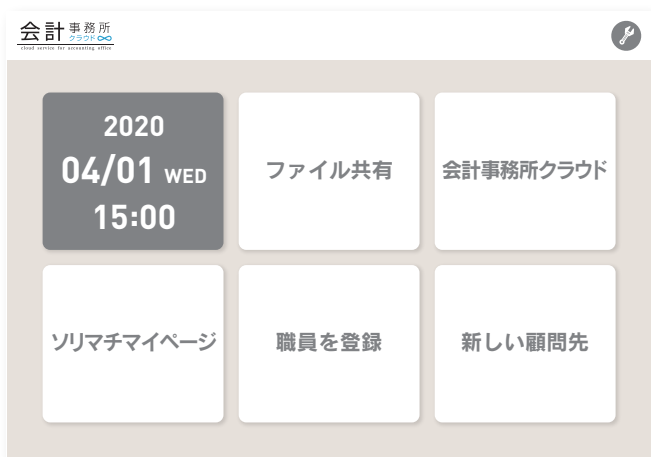 会計事務所
クラウド
cloud service for accounting office
2020
04/01 WED
15:00
ファイル共有
会計事務所クラウド
ソリマチマイページ
職員を登録
新しい顧問先